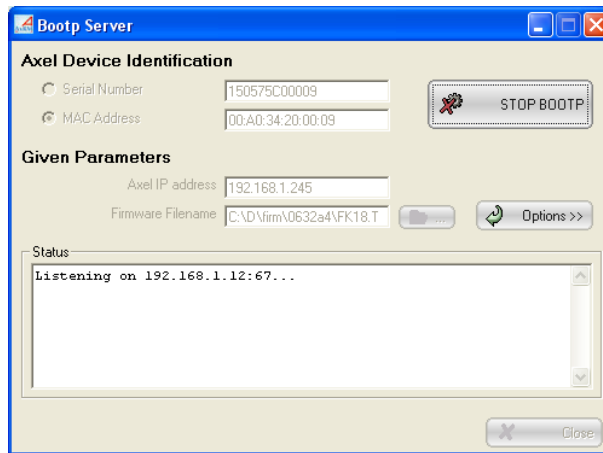 Bootp Server
Axel Device Identification
Serial Number 150575C00009
MAC Address 00:A0:34:20:00:09
STOP BOOTP
Given Parameters
Axel IP address 192.168.1.245
Firmware Filename C:\D\firm\0632a4\FK18.T ... Options >>
Status
Listening on 192.168.1.12:67...
Close